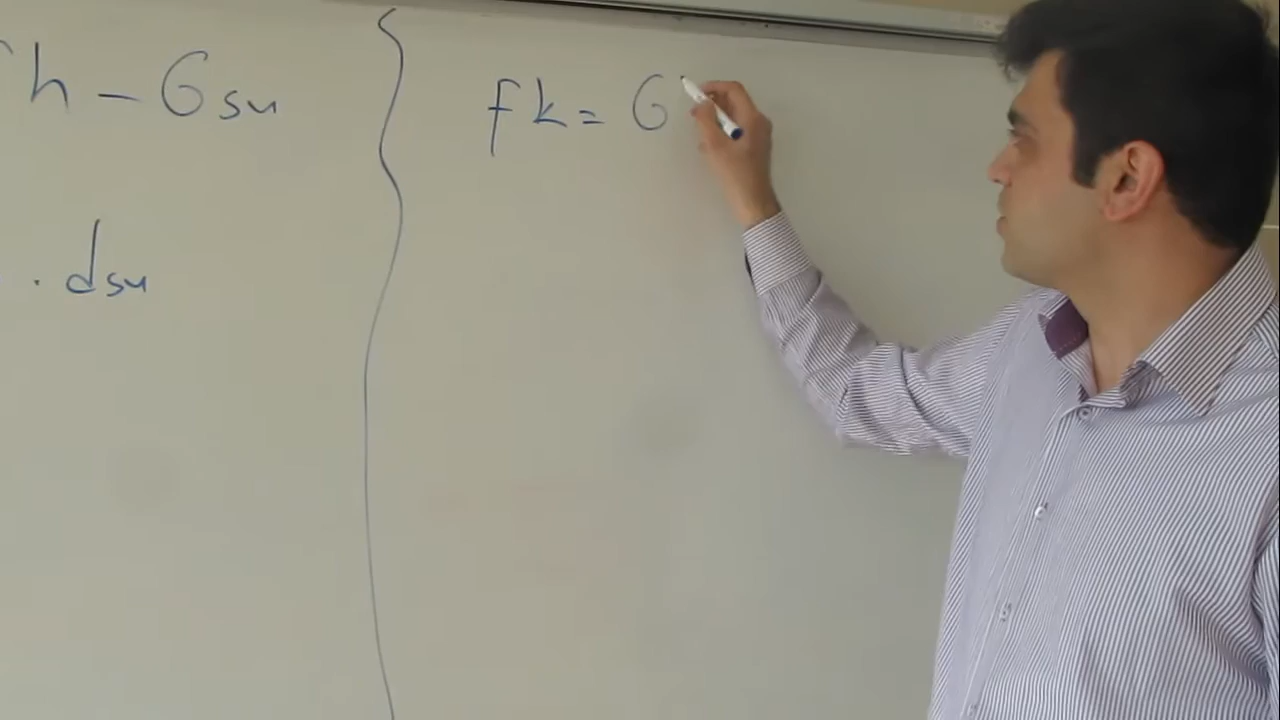 h - Gsu
. dsu
fk = G